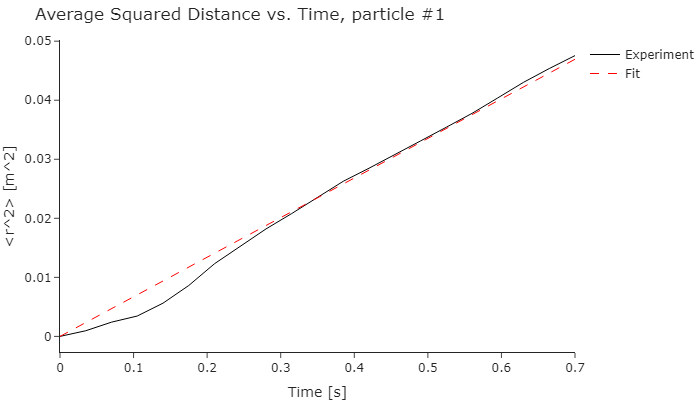 Average Squared Distance vs. Time, particle #1
Experiment
Fit
<r^2> [m^2]
0.05
0.04
0.03
0.02
0.01
0
0
0.1
0.2
0.3
0.4
0.5
0.6
0.7
Time [s]